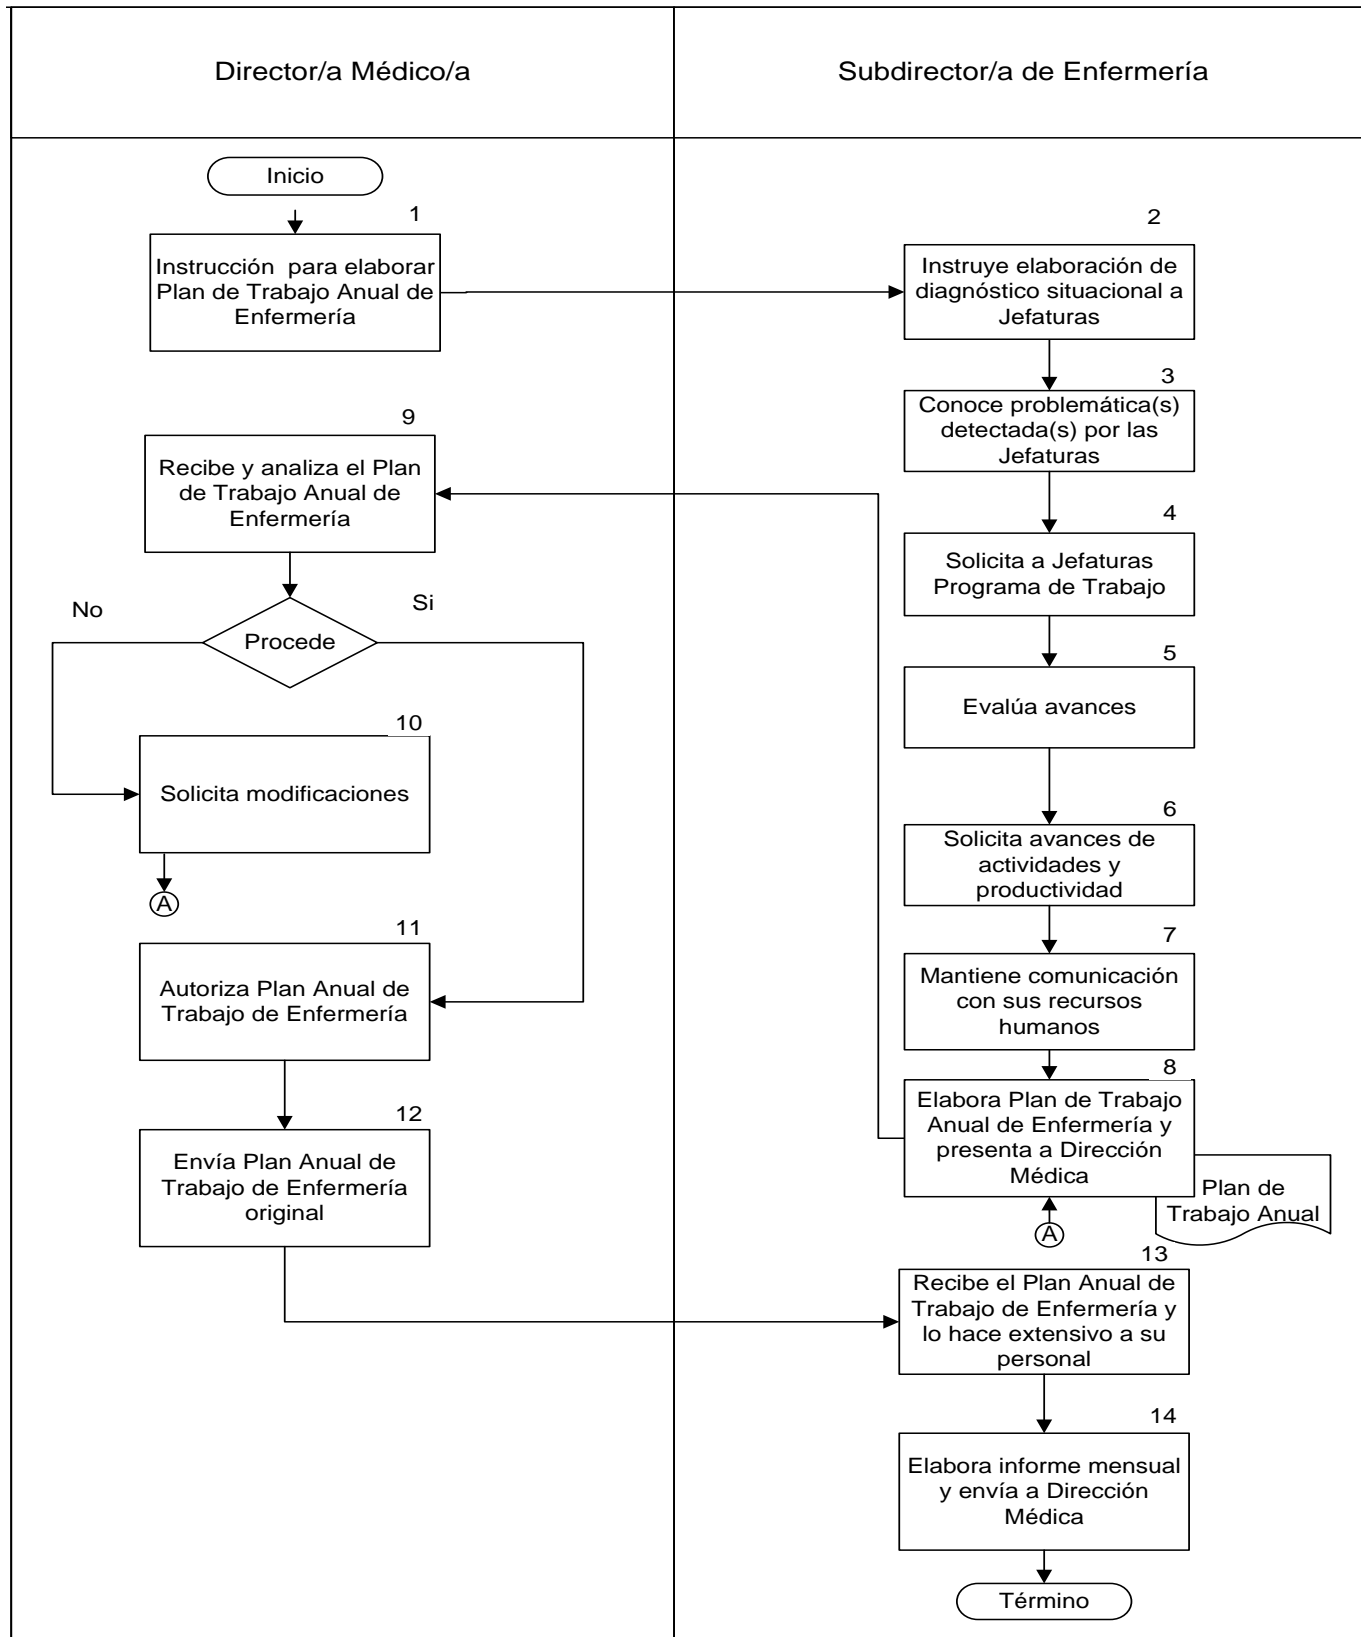 Director/a Médico/a
Subdirector/a de Enfermería
Inicio
1
Instrucción para elaborar
Plan de Trabajo Anual de
Enfermería
2
Instruye elaboración de
diagnóstico situacional a
Jefaturas
3
Conoce problemática(s)
detectada(s) por las
Jefaturas
4
Solicita a Jefaturas
Programa de Trabajo
5
Evalúa avances
6
Solicita avances de
actividades y
productividad
7
Mantiene comunicación
con sus recursos
humanos
8
Elabora Plan de Trabajo
Anual de Enfermería y
presenta a Dirección
Médica
Plan de
Trabajo Anual
A
9
Recibe y analiza el Plan
de Trabajo Anual de
Enfermería
No
Si
Procede
10
Solicita modificaciones
A
11
Autoriza Plan Anual de
Trabajo de Enfermería
12
Envía Plan Anual de
Trabajo de Enfermería
original
13
Recibe el Plan Anual de
Trabajo de Enfermería y
lo hace extensivo a su
personal
14
Elabora informe mensual
y envía a Dirección
Médica
Término